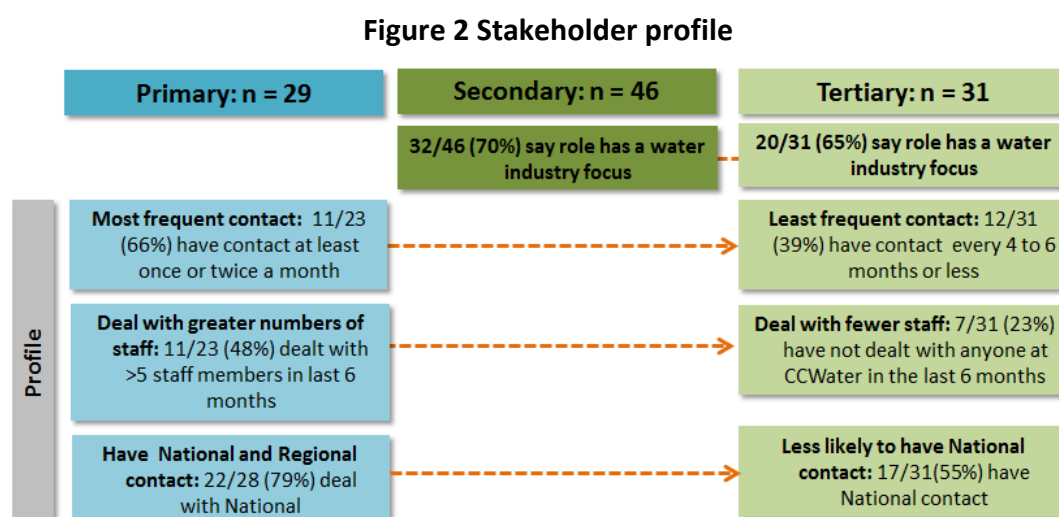 Figure 2 Stakeholder profile
Primary: n = 29
Secondary: n = 46
Tertiary: n = 31
32/46 (70%) say role has a water
industry focus
20/31 (65%) say role has a water
industry focus
Profile
Most frequent contact: 11/23
(66%) have contact at least
once or twice a month
Least frequent contact: 12/31
(39%) have contact every 4 to 6
months or less
Deal with greater numbers of
staff: 11/23 (48%) dealt with
>5 staff members in last 6
months
Deal with fewer staff: 7/31 (23%)
have not dealt with anyone at
CCWater in the last 6 months
Have National and Regional
contact: 22/28 (79%) deal
with National
Less likely to have National
contact: 17/31(55%) have
National contact